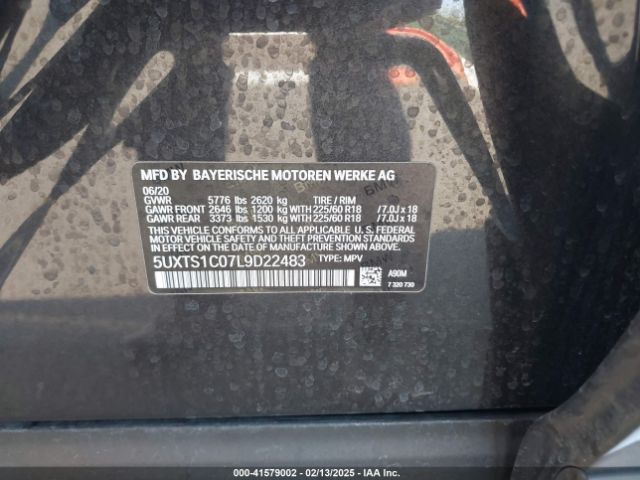 MFD BY BAYERISCHE MOTOREN WERKE AG
06/20
GVWR 5776 lbs 2620 kg TIRE / RIM
GAWR FRONT 2646 lbs 1200 kg WITH 225/60 R18 /7.0J x 18
GAWR REAR 3373 lbs 1530 kg WITH 225/60 R18 /7.0J x 18
THIS VEHICLE CONFORMS TO ALL APPLICABLE U.S. FEDERAL
MOTOR VEHICLE SAFETY, BUMPER, AND THEFT PREVENTION
STANDARDS IN EFFECT ON THE DATE OF MANUFACTURE SHOWN
ABOVE.
5UXTS1C07L9D22483 TYPE: MPV
A90M
7 320 730
000-41579002 — 02/13/2025 — IAA Inc.